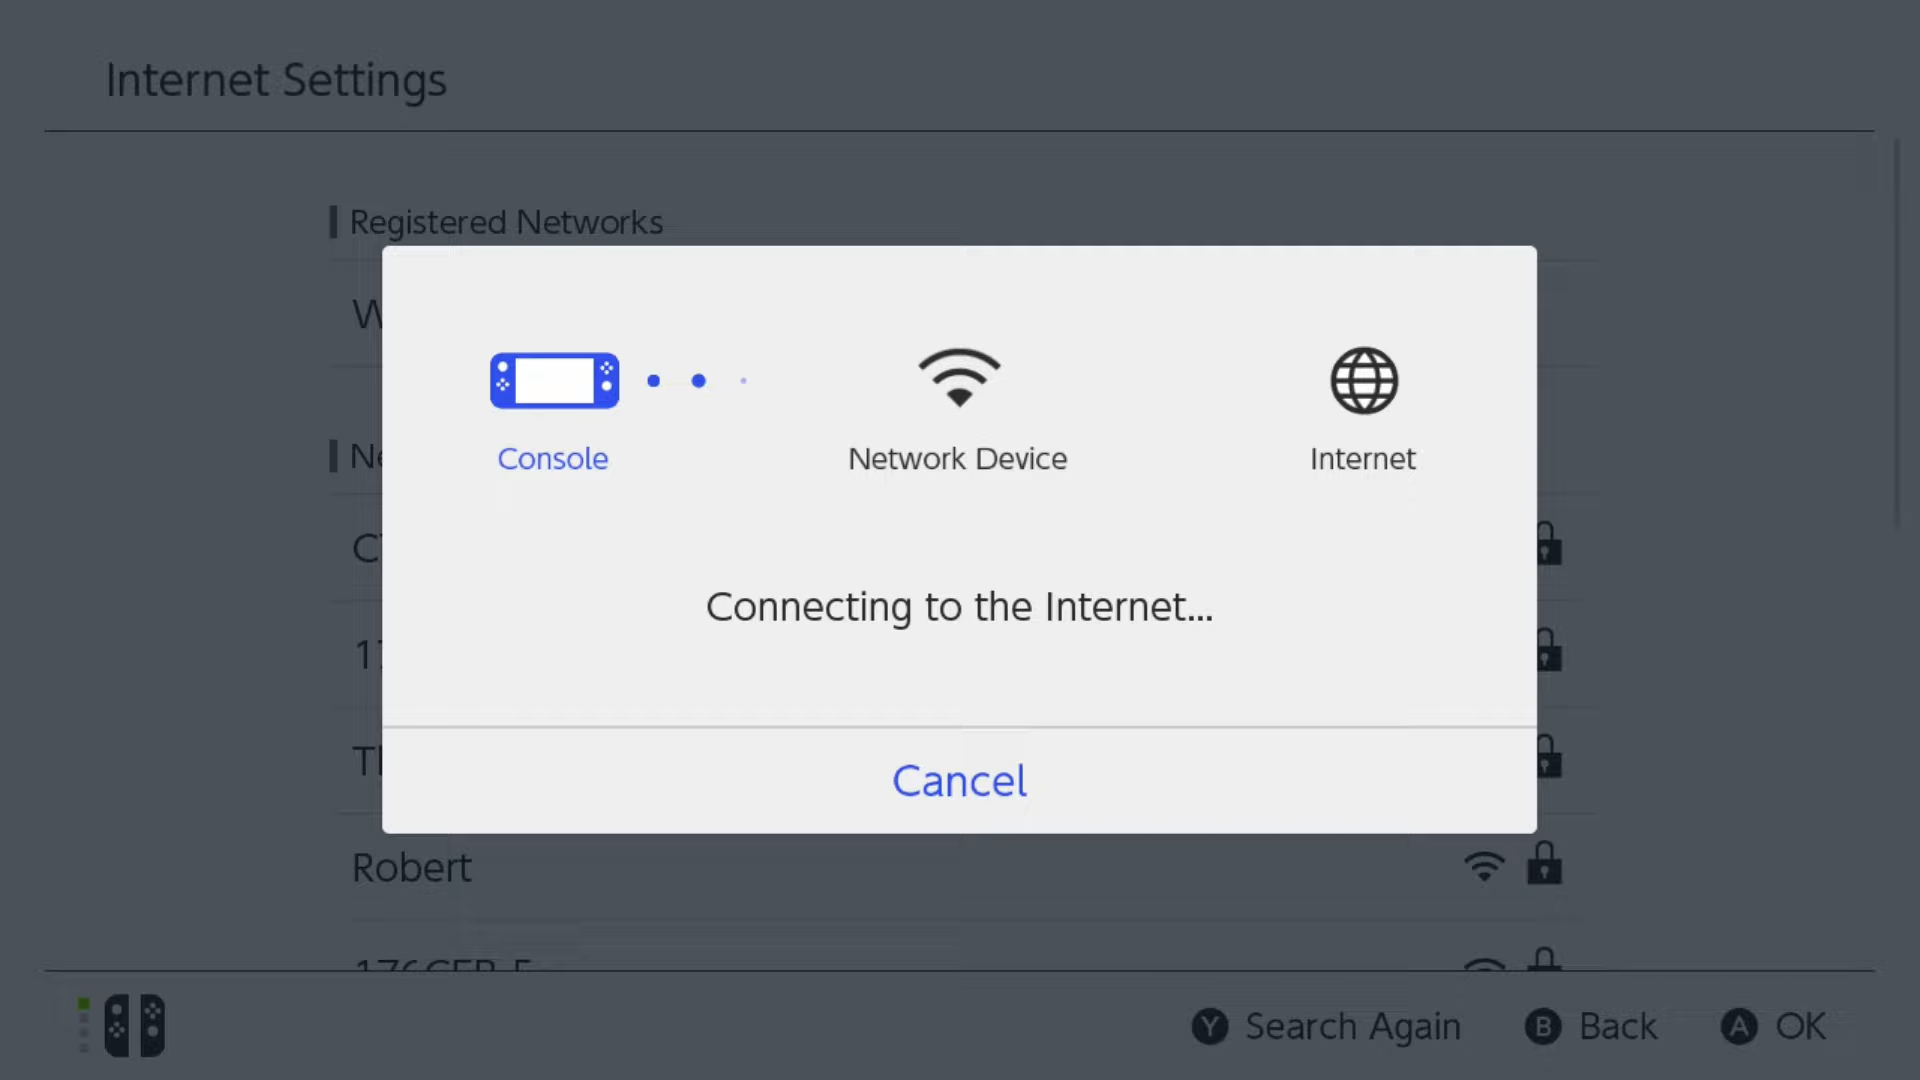 Internet Settings
Registered Networks
Console
Network Device
Internet
Connecting to the Internet...
Cancel
Robert
Y Search Again
B Back
A OK